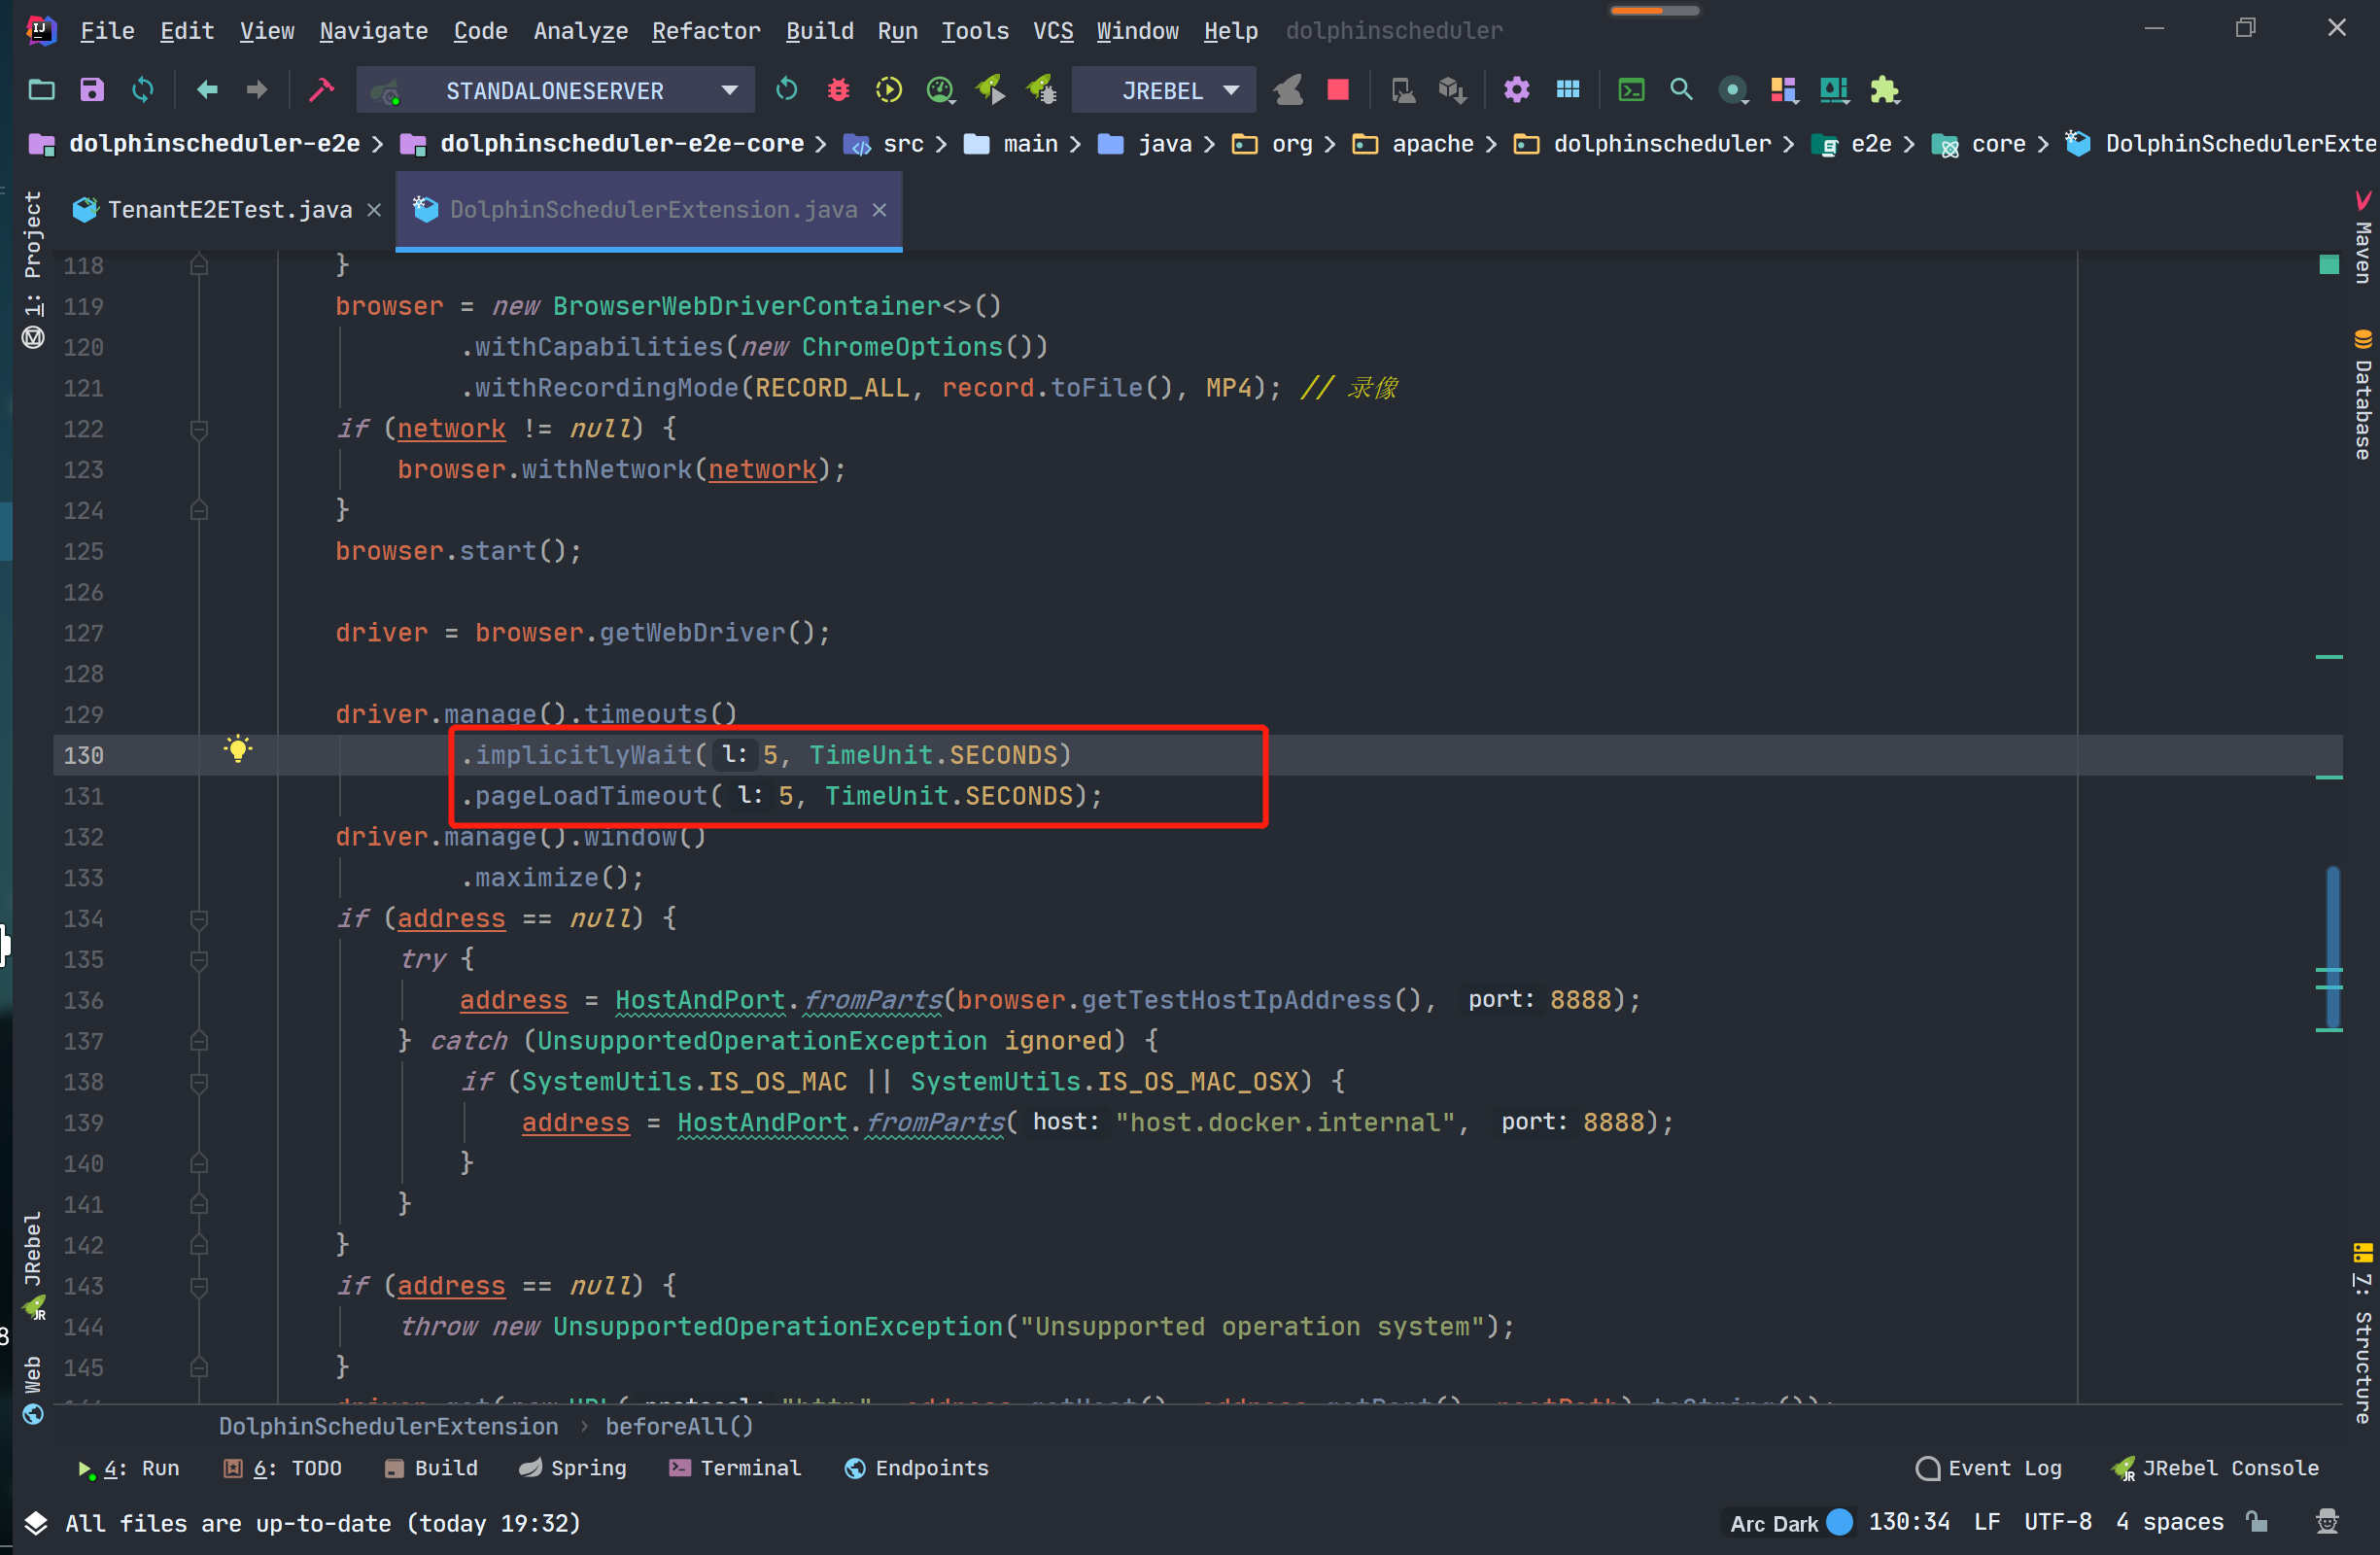 File Edit View Navigate Code Analyze Refactor Build Run Tools VCS Window Help dolphinscheduler
STANDALONESERVER JREBEL
dolphinscheduler-e2e dolphinscheduler-e2e-core src main java org apache dolphinscheduler e2e core DolphinSchedulerExte
TenantE2ETest.java DolphinSchedulerExtension.java
1: Project
JRebel
Web
Maven
Database
7: Structure
118 }
119 browser = new BrowserWebDriverContainer<>()
120 .withCapabilities(new ChromeOptions())
121 .withRecordingMode(RECORD_ALL, record.toFile(), MP4); // 录像
122 if (network != null) {
123 browser.withNetwork(network);
124 }
125 browser.start();
126
127 driver = browser.getWebDriver();
128
129 driver.manage().timeouts()
130 .implicitlyWait( l: 5, TimeUnit.SECONDS)
131 .pageLoadTimeout( l: 5, TimeUnit.SECONDS);
132 driver.manage().window()
133 .maximize();
134 if (address == null) {
135 try {
136 address = HostAndPort.fromParts(browser.getTestHostIpAddress(), port: 8888);
137 } catch (UnsupportedOperationException ignored) {
138 if (SystemUtils.IS_OS_MAC || SystemUtils.IS_OS_MAC_OSX) {
139 address = HostAndPort.fromParts( host: "host.docker.internal", port: 8888);
140 }
141 }
142 }
143 if (address == null) {
144 throw new UnsupportedOperationException("Unsupported operation system");
145 }
DolphinSchedulerExtension › beforeAll()
4: Run 6: TODO Build Spring Terminal Endpoints Event Log JRebel Console
All files are up-to-date (today 19:32) Arc Dark 130:34 LF UTF-8 4 spaces